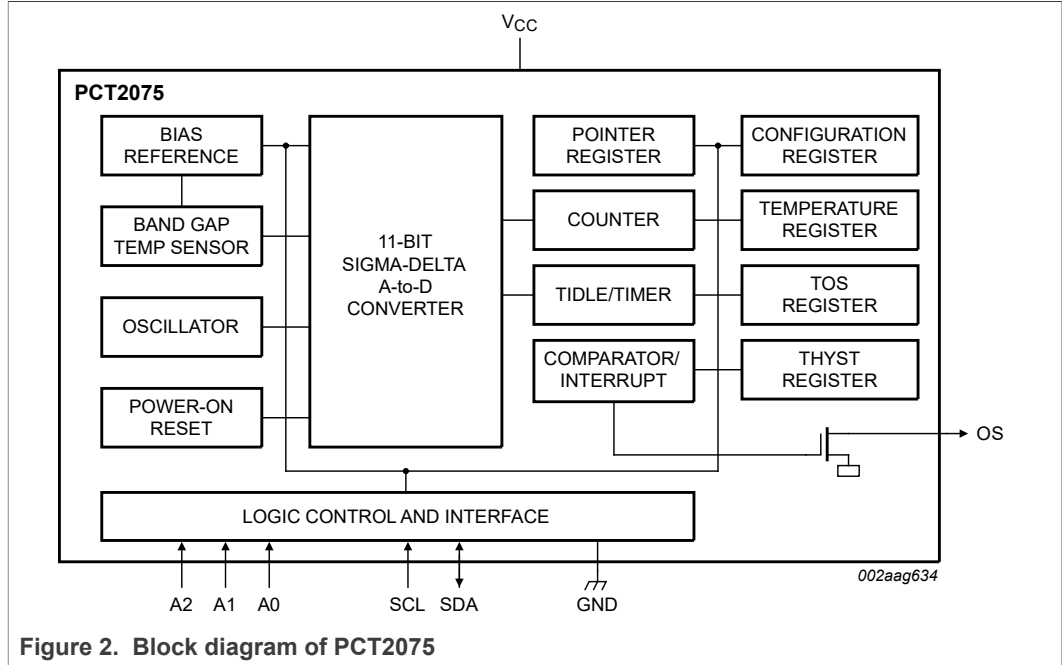 VCC
PCT2075
BIAS
REFERENCE
BAND GAP
TEMP SENSOR
OSCILLATOR
POWER-ON
RESET
11-BIT
SIGMA-DELTA
A-to-D
CONVERTER
POINTER
REGISTER
COUNTER
TIDLE/TIMER
COMPARATOR/
INTERRUPT
CONFIGURATION
REGISTER
TEMPERATURE
REGISTER
TOS
REGISTER
THYST
REGISTER
OS
LOGIC CONTROL AND INTERFACE
A2 A1 A0 SCL SDA GND
002aag634
Figure 2. Block diagram of PCT2075